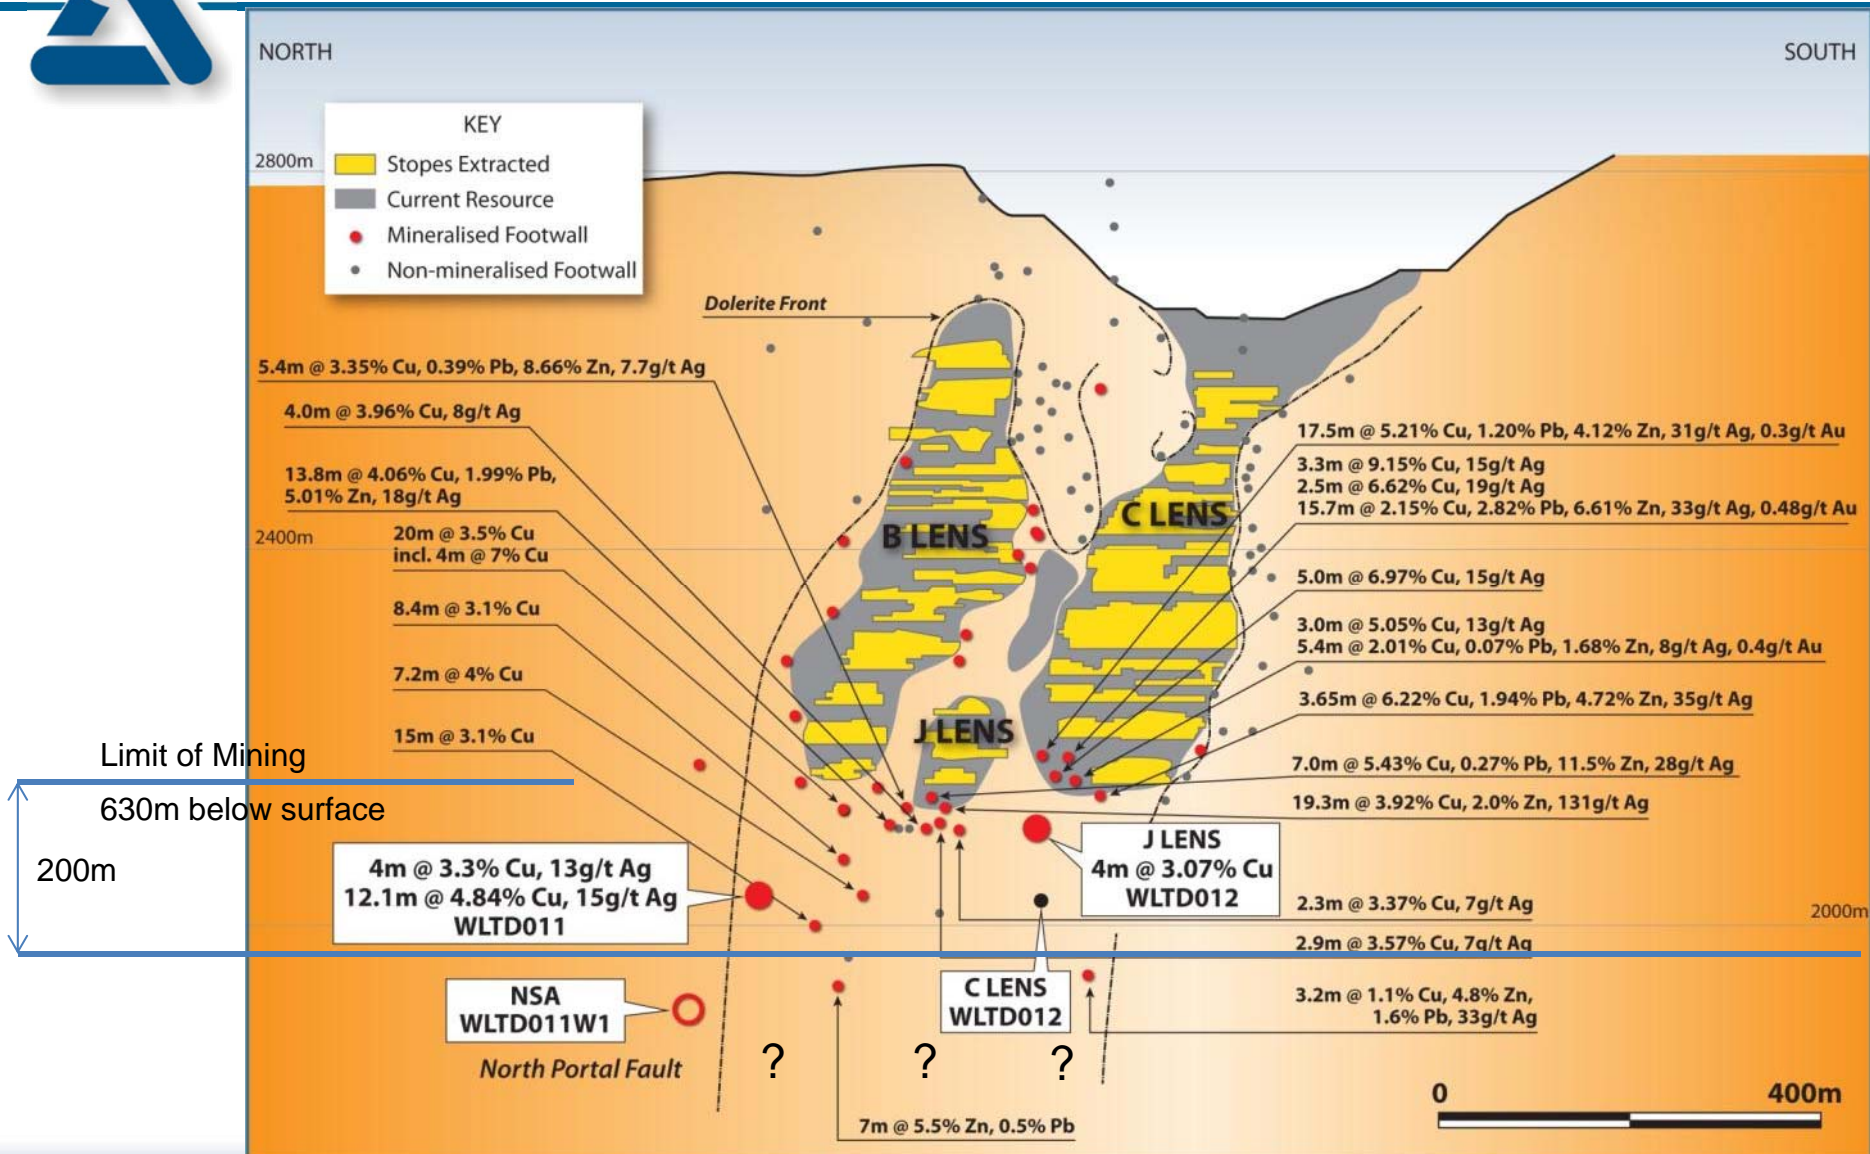 NORTH
SOUTH
KEY
Stopes Extracted
Current Resource
Mineralised Footwall
Non-mineralised Footwall
2800m
Dolerite Front
5.4m @ 3.35% Cu, 0.39% Pb, 8.66% Zn, 7.7g/t Ag
4.0m @ 3.96% Cu, 8g/t Ag
13.8m @ 4.06% Cu, 1.99% Pb,
5.01% Zn, 18g/t Ag
20m @ 3.5% Cu
incl. 4m @ 7% Cu
2400m
8.4m @ 3.1% Cu
7.2m @ 4% Cu
15m @ 3.1% Cu
B LENS
C LENS
J LENS
17.5m @ 5.21% Cu, 1.20% Pb, 4.12% Zn, 31g/t Ag, 0.3g/t Au
3.3m @ 9.15% Cu, 15g/t Ag
2.5m @ 6.62% Cu, 19g/t Ag
15.7m @ 2.15% Cu, 2.82% Pb, 6.61% Zn, 33g/t Ag, 0.48g/t Au
5.0m @ 6.97% Cu, 15g/t Ag
3.0m @ 5.05% Cu, 13g/t Ag
5.4m @ 2.01% Cu, 0.07% Pb, 1.68% Zn, 8g/t Ag, 0.4g/t Au
3.65m @ 6.22% Cu, 1.94% Pb, 4.72% Zn, 35g/t Ag
7.0m @ 5.43% Cu, 0.27% Pb, 11.5% Zn, 28g/t Ag
19.3m @ 3.92% Cu, 2.0% Zn, 131g/t Ag
Limit of Mining
630m below surface
200m
4m @ 3.3% Cu, 13g/t Ag
12.1m @ 4.84% Cu, 15g/t Ag
WLTD011
J LENS
4m @ 3.07% Cu
WLTD012
2.3m @ 3.37% Cu, 7g/t Ag
2000m
2.9m @ 3.57% Cu, 7g/t Ag
NSA
WLTD011W1
C LENS
WLTD012
3.2m @ 1.1% Cu, 4.8% Zn,
1.6% Pb, 33g/t Ag
North Portal Fault
? ? ?
7m @ 5.5% Zn, 0.5% Pb
0 400m